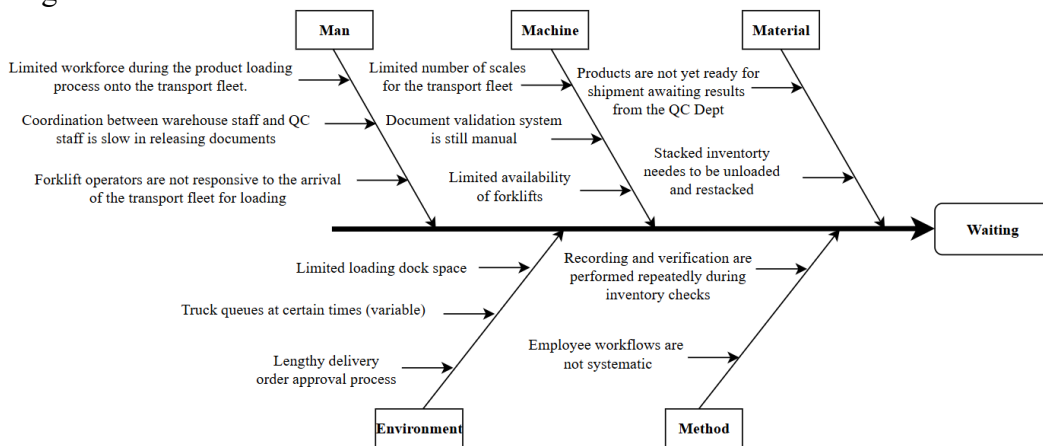 Man
Machine
Material
Limited workforce during the product loading
process onto the transport fleet.
Coordination between warehouse staff and QC
staff is slow in releasing documents
Forklift operators are not responsive to the arrival
of the transport fleet for loading
Limited number of scales
for the transport fleet
Document validation system
is still manual
Limited availability
of forklifts
Products are not yet ready for
shipment awaiting results
from the QC Dept
Stacked inventorty
needes to be unloaded
and restacked
Waiting
Limited loading dock space
Truck queues at certain times (variable)
Lengthy delivery
order approval process
Recording and verification are
performed repeatedly during
inventory checks
Employee workflows are
not systematic
Environment
Method